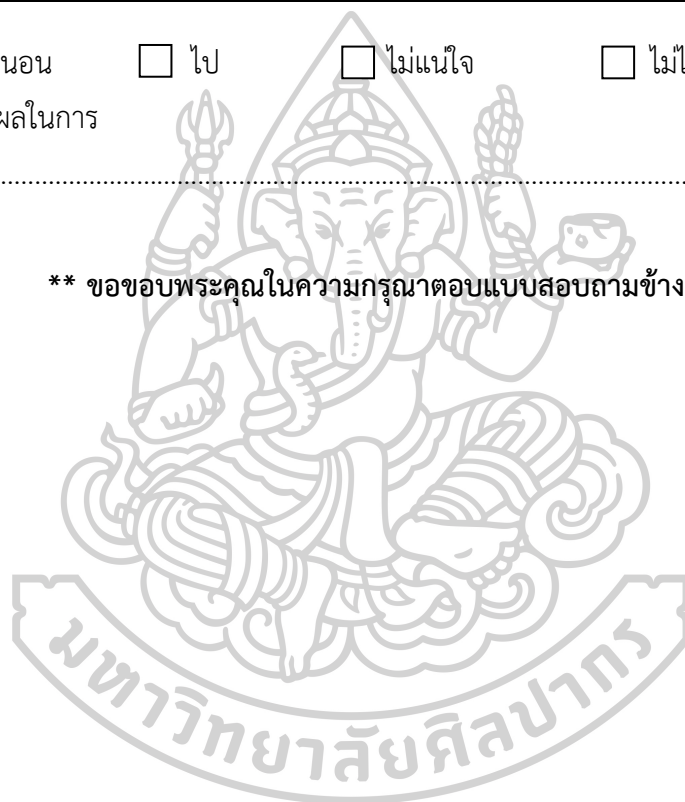 นอน ไป ไม่แน่ใจ ไม่ไ
ผลในการ
** ขอขอบพระคุณในความกรุณาตอบแบบสอบถามข้าง
มหาวิทยาลัยศิลปากร